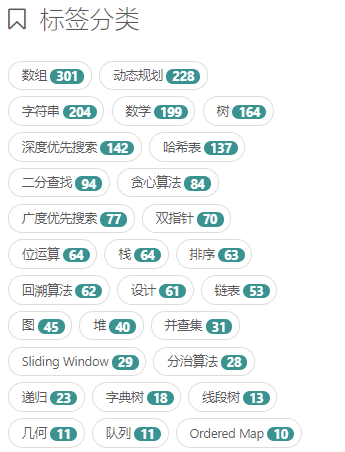 标签分类
数组 301 动态规划 228
字符串 204 数学 199 树 164
深度优先搜索 142 哈希表 137
二分查找 94 贪心算法 84
广度优先搜索 77 双指针 70
位运算 64 栈 64 排序 63
回溯算法 62 设计 61 链表 53
图 45 堆 40 并查集 31
Sliding Window 29 分治算法 28
递归 23 字典树 18 线段树 13
几何 11 队列 11 Ordered Map 10